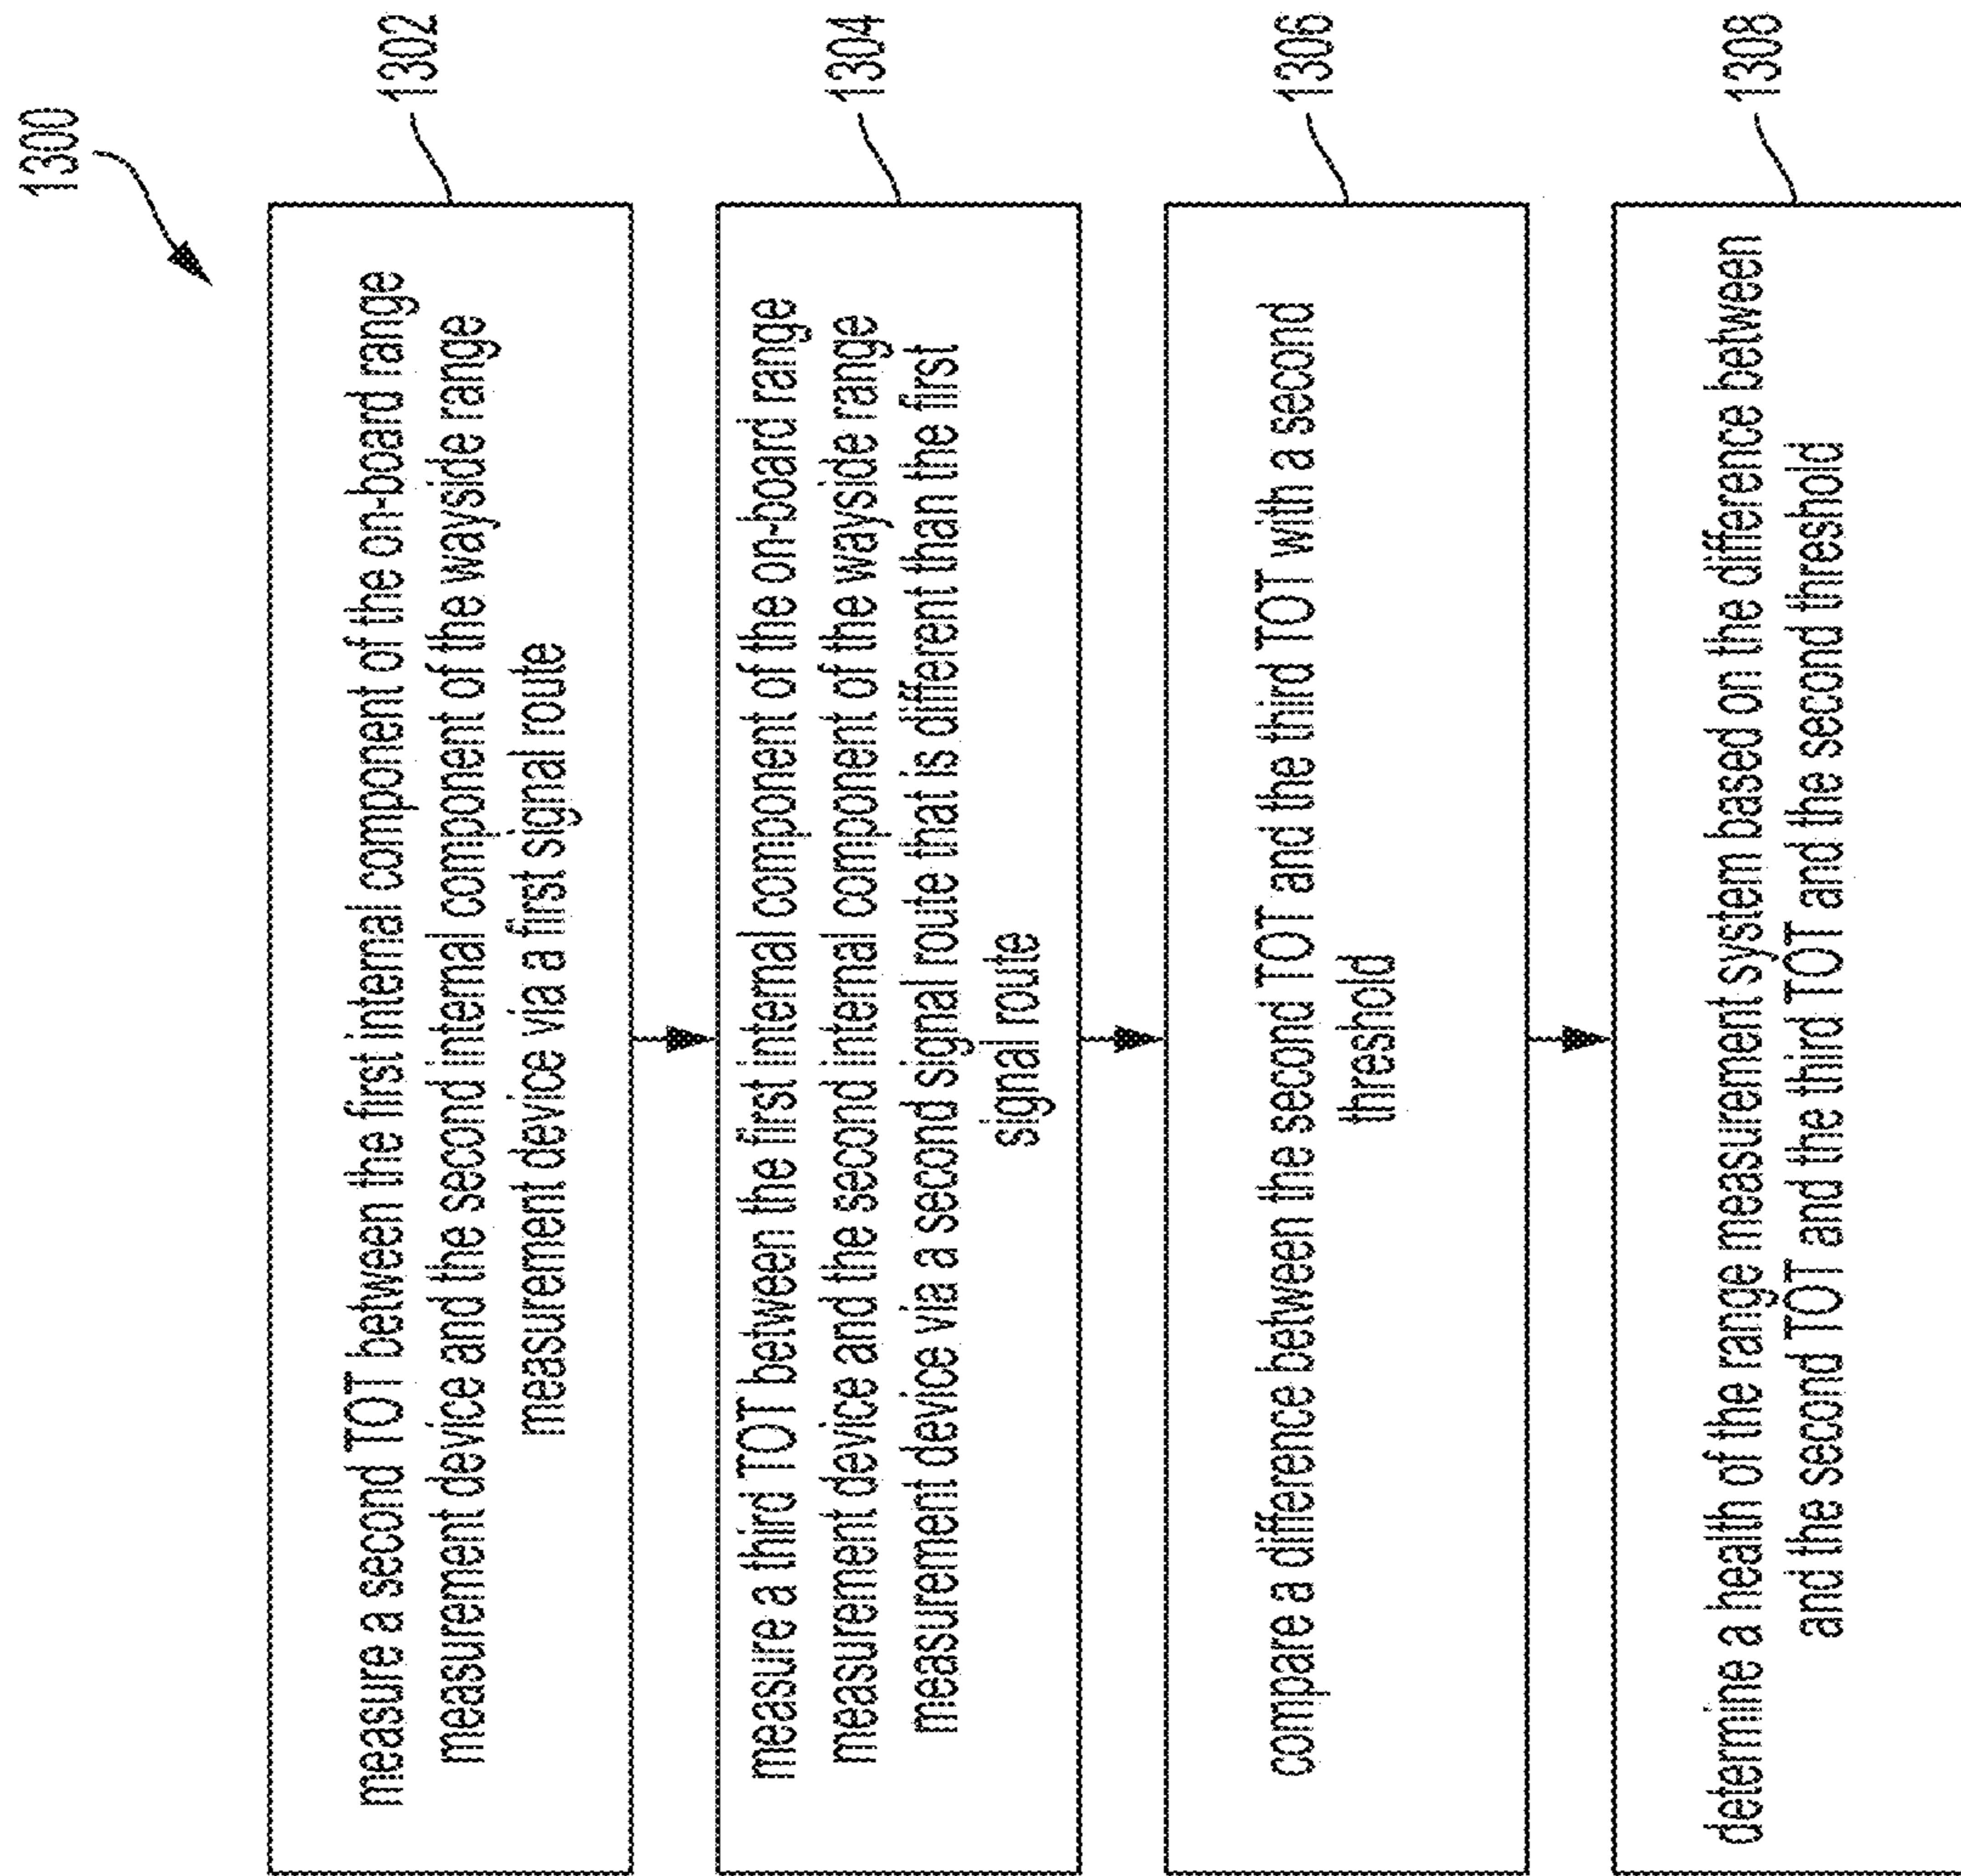 1300
measure a second TOT between the first internal component of the on-board range
measurement device and the second internal component of the wayside range
measurement device via a first signal route
1302
measure a third TOT between the first internal component of the on-board range
measurement device and the second internal component of the wayside range
measurement device via a second signal route that is different than the first
signal route
1304
compare a difference between the second TOT and the third TOT with a second
threshold
1306
determine a health of the range measurement system based on the difference between
and the second TOT and the third TOT and the second threshold
1308